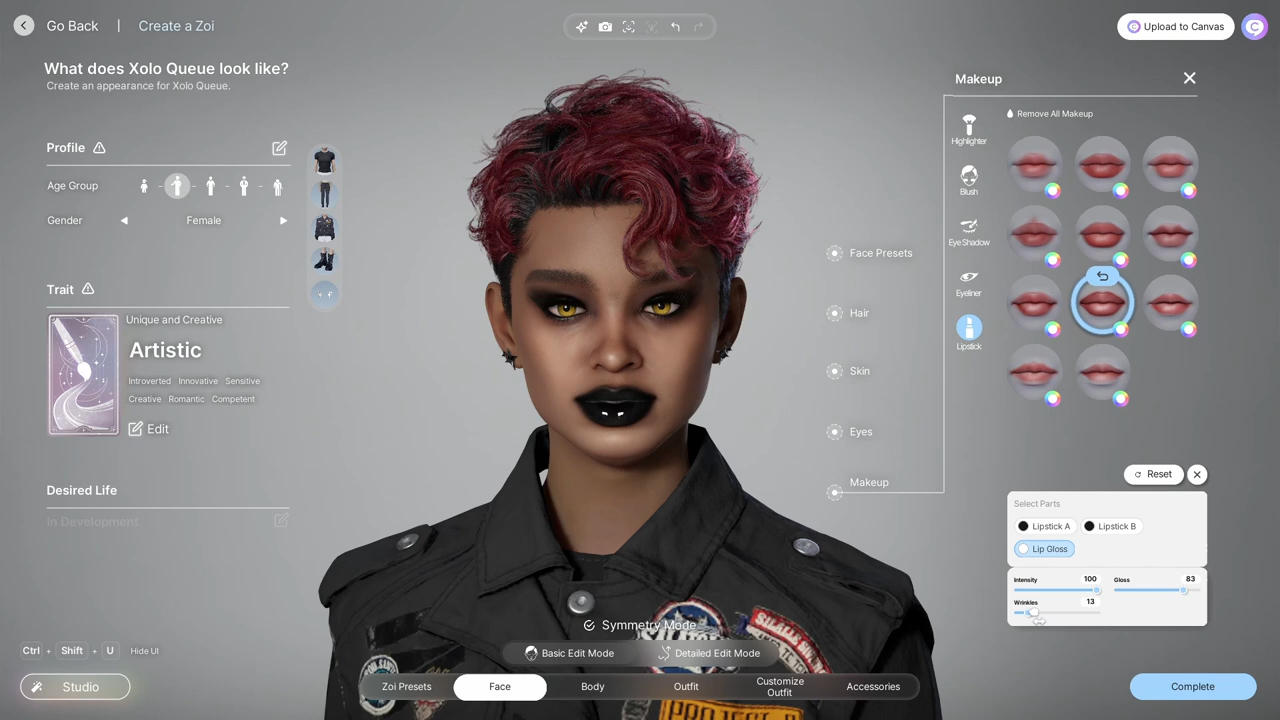 Go Back | Create a Zoi
Upload to Canvas
What does Xolo Queue look like?
Create an appearance for Xolo Queue.
Profile
Age Group
Gender
Female
Trait
Unique and Creative
Artistic
Introverted Innovative Sensitive
Creative Romantic Competent
Edit
Desired Life
In Development
Ctrl + Shift + U Hide UI
Studio
Face Presets
Hair
Skin
Eyes
Makeup
Makeup
Remove All Makeup
Highlighter
Blush
Eye Shadow
Eyeliner
Lipstick
Reset
Select Parts
Lipstick A
Lipstick B
Lip Gloss
Intensity 100
Gloss 83
Wrinkles 13
Symmetry Mode
Basic Edit Mode
Detailed Edit Mode
Zoi Presets
Face
Body
Outfit
Customize
Outfit
Accessories
Complete